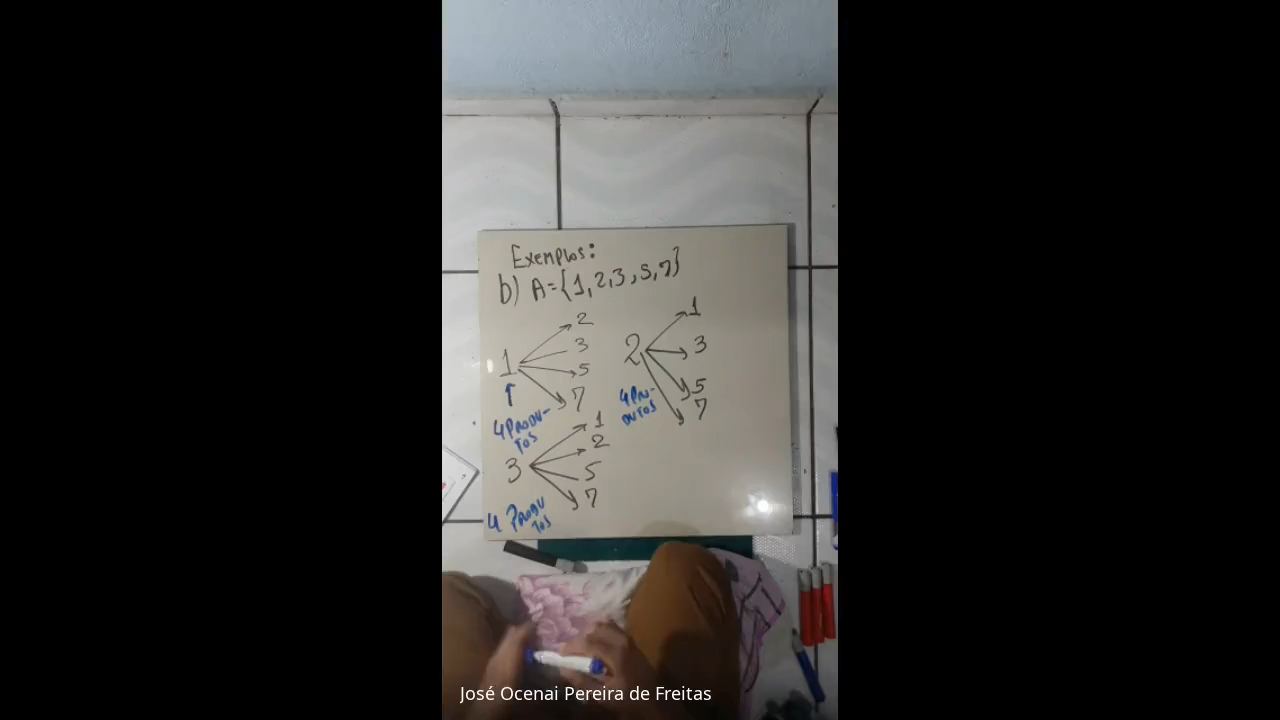 Exemplos:
b) A={1,2,3,5,7}
1
2
3
5
7
4 PRODU-
TOS
2
1
3
5
7
4 PRO-
DUTOS
3
1
2
5
7
4 PRODU
TOS
José Ocenai Pereira de Freitas